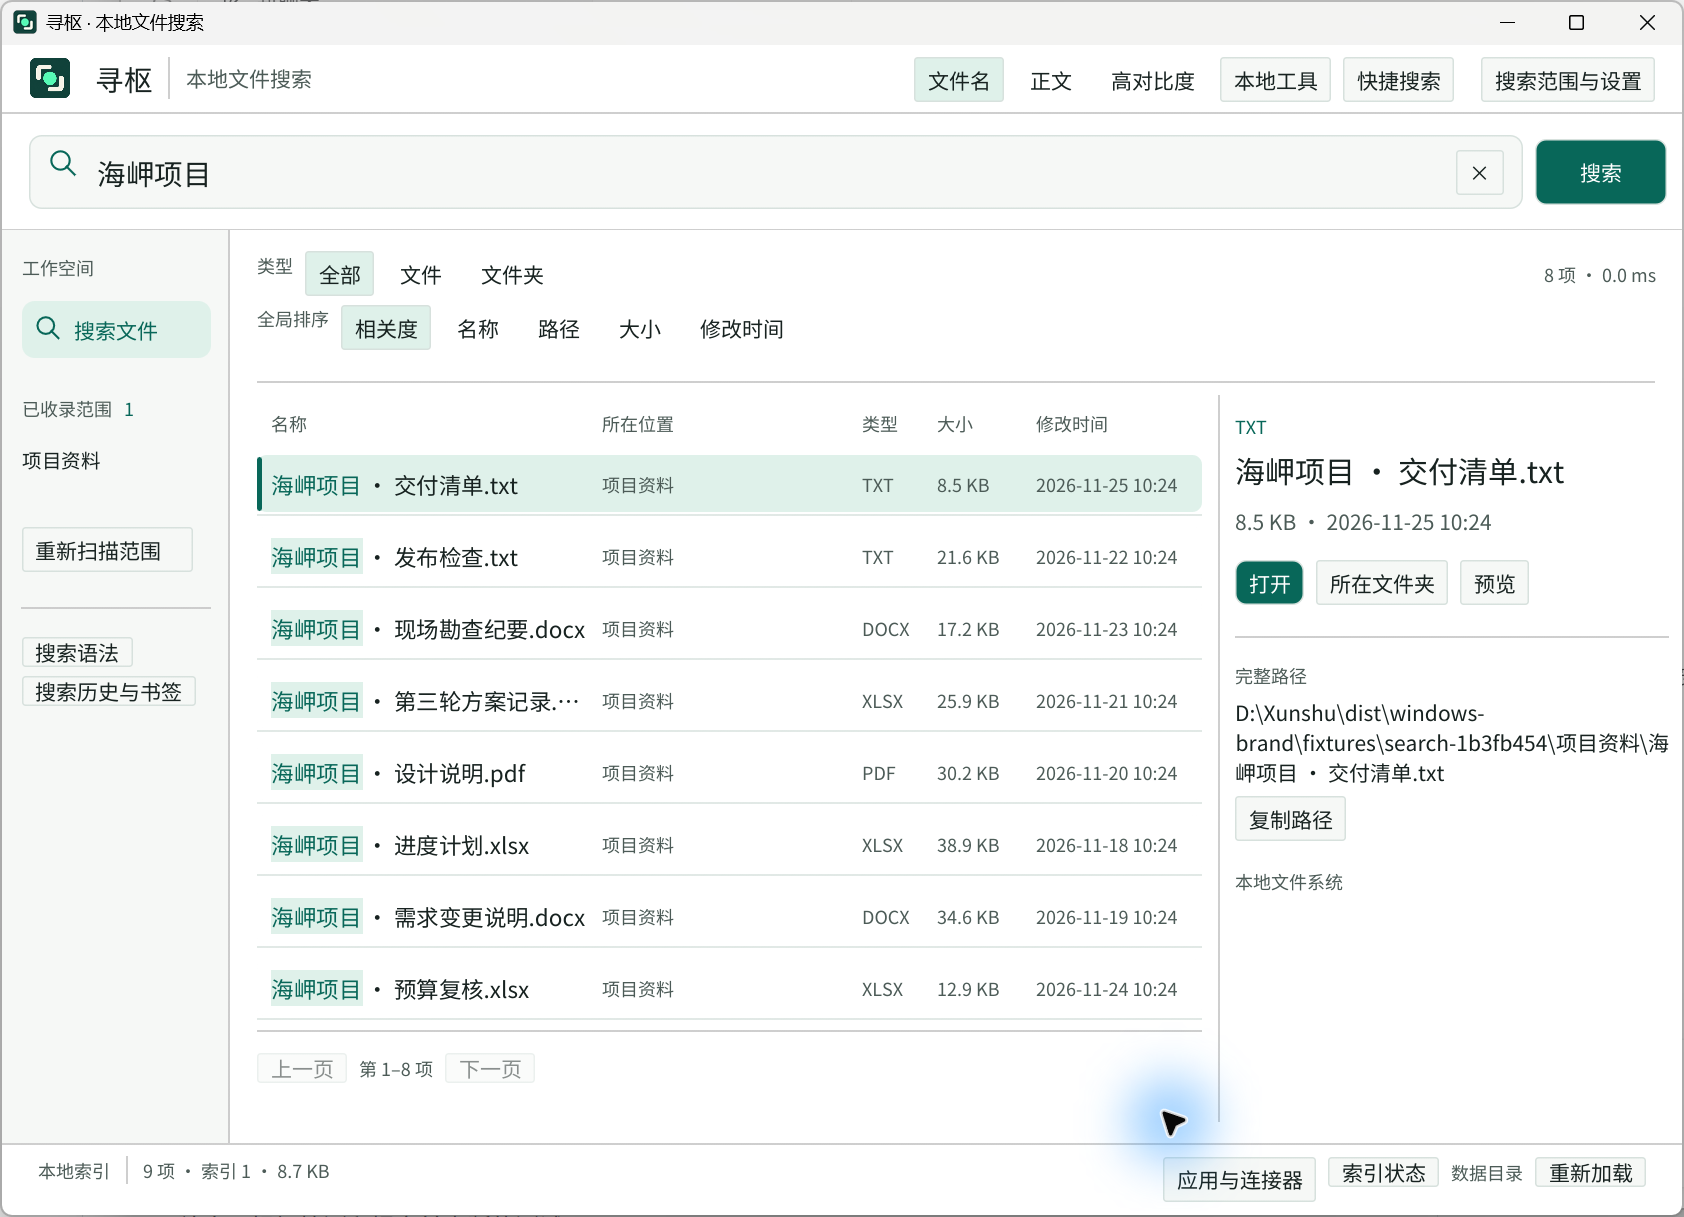 寻枢 · 本地文件搜索
寻枢 本地文件搜索 文件名 正文 高对比度 本地工具 快捷搜索 搜索范围与设置
海岬项目 搜索
工作空间
搜索文件
已收录范围 1
项目资料
重新扫描范围
搜索语法
搜索历史与书签
类型 全部 文件 文件夹 8 项 · 0.0 ms
全局排序 相关度 名称 路径 大小 修改时间
名称 所在位置 类型 大小 修改时间
海岬项目 · 交付清单.txt 项目资料 TXT 8.5 KB 2026-11-25 10:24
海岬项目 · 发布检查.txt 项目资料 TXT 21.6 KB 2026-11-22 10:24
海岬项目 · 现场勘查纪要.docx 项目资料 DOCX 17.2 KB 2026-11-23 10:24
海岬项目 · 第三轮方案记录.… 项目资料 XLSX 25.9 KB 2026-11-21 10:24
海岬项目 · 设计说明.pdf 项目资料 PDF 30.2 KB 2026-11-20 10:24
海岬项目 · 进度计划.xlsx 项目资料 XLSX 38.9 KB 2026-11-18 10:24
海岬项目 · 需求变更说明.docx 项目资料 DOCX 34.6 KB 2026-11-19 10:24
海岬项目 · 预算复核.xlsx 项目资料 XLSX 12.9 KB 2026-11-24 10:24
上一页 第 1–8 项 下一页
TXT
海岬项目 · 交付清单.txt
8.5 KB · 2026-11-25 10:24
打开 所在文件夹 预览
完整路径
D:\Xunshu\dist\windows-
brand\fixtures\search-1b3fb454\项目资料\海
岬项目 · 交付清单.txt
复制路径
本地文件系统
本地索引 9 项 · 索引 1 · 8.7 KB 应用与连接器 索引状态 数据目录 重新加载